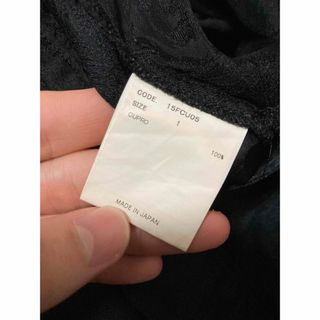 CODE 15FCU05
SIZE 1
CUPRO 100%
MADE IN JAPAN